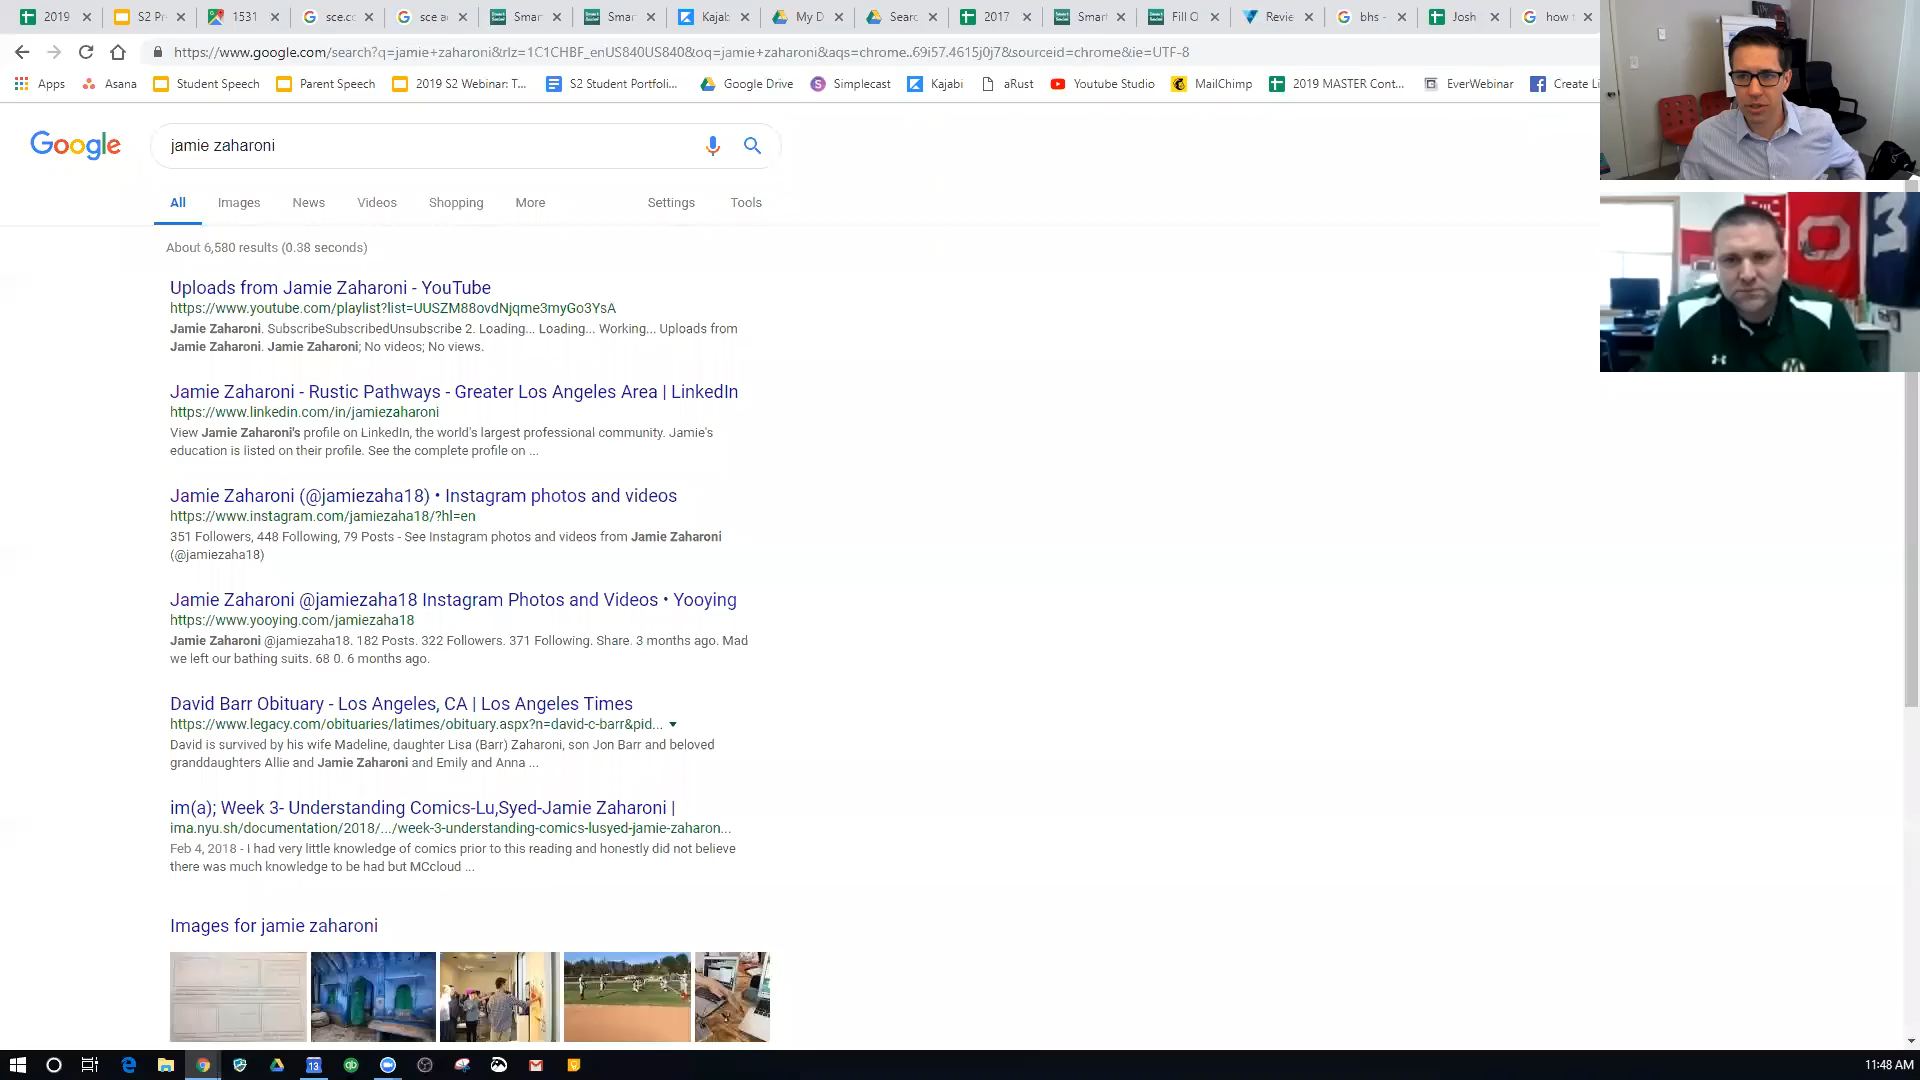 2019
S2 Pr
1531
sce.cc
sce a
Smar
Smar
Kajab
My D
Searc
2017
Smart
Fill O
Revie
bhs -
Josh
how t
https://www.google.com/search?q=jamie+zaharoni&rlz=1C1CHBF_enUS840US840&oq=jamie+zaharoni&aqs=chrome..69i57.4615j0j7&sourceid=chrome&ie=UTF-8
Apps
Asana
Student Speech
Parent Speech
2019 S2 Webinar: T...
S2 Student Portfoli...
Google Drive
Simplecast
Kajabi
aRust
Youtube Studio
MailChimp
2019 MASTER Cont...
EverWebinar
Create Li
Google
jamie zaharoni
All
Images
News
Videos
Shopping
More
Settings
Tools
About 6,580 results (0.38 seconds)
Uploads from Jamie Zaharoni - YouTube
https://www.youtube.com/playlist?list=UUSZM88ovdNjqme3myGo3YsA
Jamie Zaharoni. SubscribeSubscribedUnsubscribe 2. Loading... Loading... Working... Uploads from
Jamie Zaharoni. Jamie Zaharoni; No videos; No views.
Jamie Zaharoni - Rustic Pathways - Greater Los Angeles Area | LinkedIn
https://www.linkedin.com/in/jamiezaharoni
View Jamie Zaharoni's profile on LinkedIn, the world's largest professional community. Jamie's
education is listed on their profile. See the complete profile on ...
Jamie Zaharoni (@jamiezaha18) • Instagram photos and videos
https://www.instagram.com/jamiezaha18/?hl=en
351 Followers, 448 Following, 79 Posts - See Instagram photos and videos from Jamie Zaharoni
(@jamiezaha18)
Jamie Zaharoni @jamiezaha18 Instagram Photos and Videos • Yooying
https://www.yooying.com/jamiezaha18
Jamie Zaharoni @jamiezaha18. 182 Posts. 322 Followers. 371 Following. Share. 3 months ago. Mad
we left our bathing suits. 68 0. 6 months ago.
David Barr Obituary - Los Angeles, CA | Los Angeles Times
https://www.legacy.com/obituaries/latimes/obituary.aspx?n=david-c-barr&pid...
David is survived by his wife Madeline, daughter Lisa (Barr) Zaharoni, son Jon Barr and beloved
granddaughters Allie and Jamie Zaharoni and Emily and Anna ...
im(a); Week 3- Understanding Comics-Lu,Syed-Jamie Zaharoni |
ima.nyu.sh/documentation/2018/.../week-3-understanding-comics-lusyed-jamie-zaharon...
Feb 4, 2018 - I had very little knowledge of comics prior to this reading and honestly did not believe
there was much knowledge to be had but MCcloud ...
Images for jamie zaharoni
13
11:48 AM